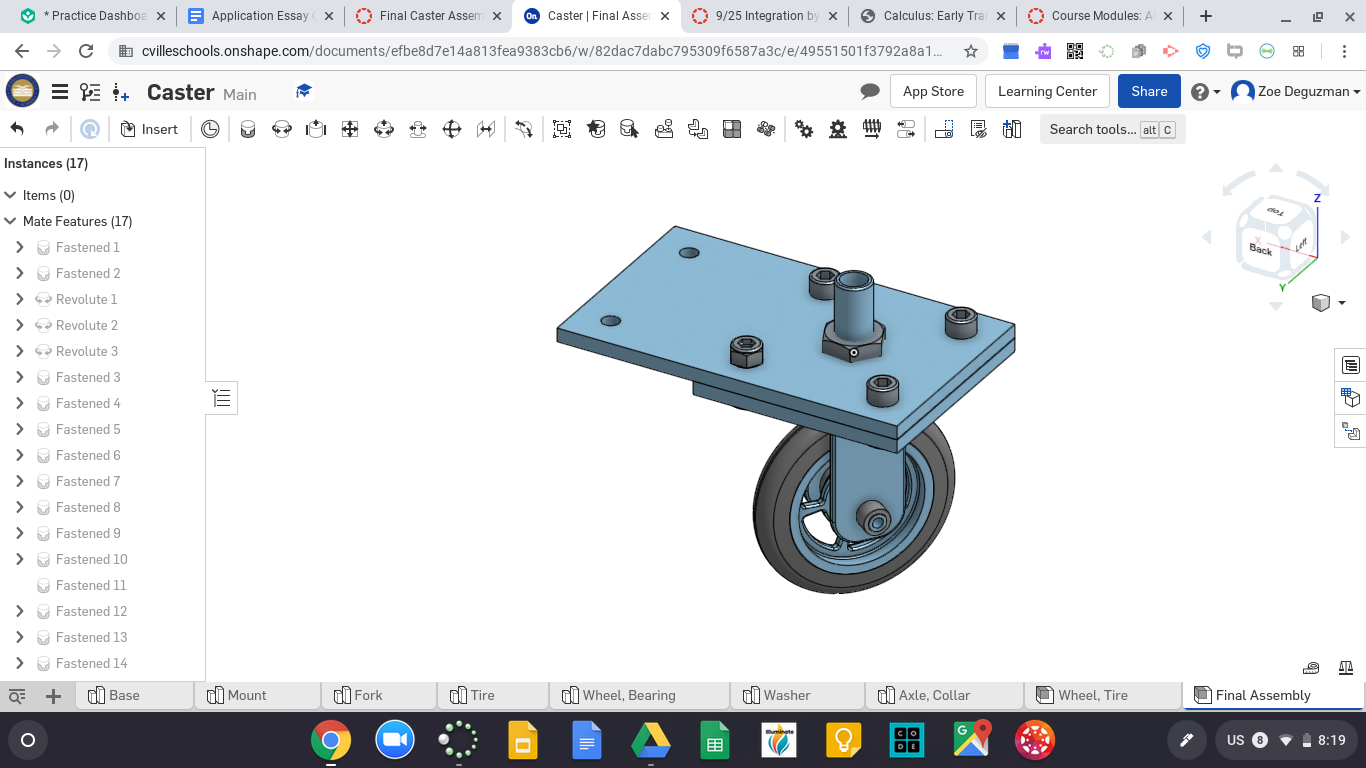 * Practice Dashboa
Application Essay
Final Caster Assem
On.
Caster | Final Asse
9/25 Integration by
Calculus: Early Tra
Course Modules: A
cvilleschools.onshape.com/documents/efbe8d7e14a813fea9383cb6/w/82dac7dabc795309f6587a3c/e/49551501f3792a8a1...
rw
Caster Main
App Store
Learning Center
Share
Zoe Deguzman
Insert
Search tools... alt C
Instances (17)
Items (0)
Mate Features (17)
Fastened 1
Fastened 2
Revolute 1
Revolute 2
Revolute 3
Fastened 3
Fastened 4
Fastened 5
Fastened 6
Fastened 7
Fastened 8
Fastened 9
Fastened 10
Fastened 11
Fastened 12
Fastened 13
Fastened 14
Z
Top
X
Back
Left
Y
Base
Mount
Fork
Tire
Wheel, Bearing
Washer
Axle, Collar
Wheel, Tire
Final Assembly
Illuminate
CO
DE
G
US 8 8:19